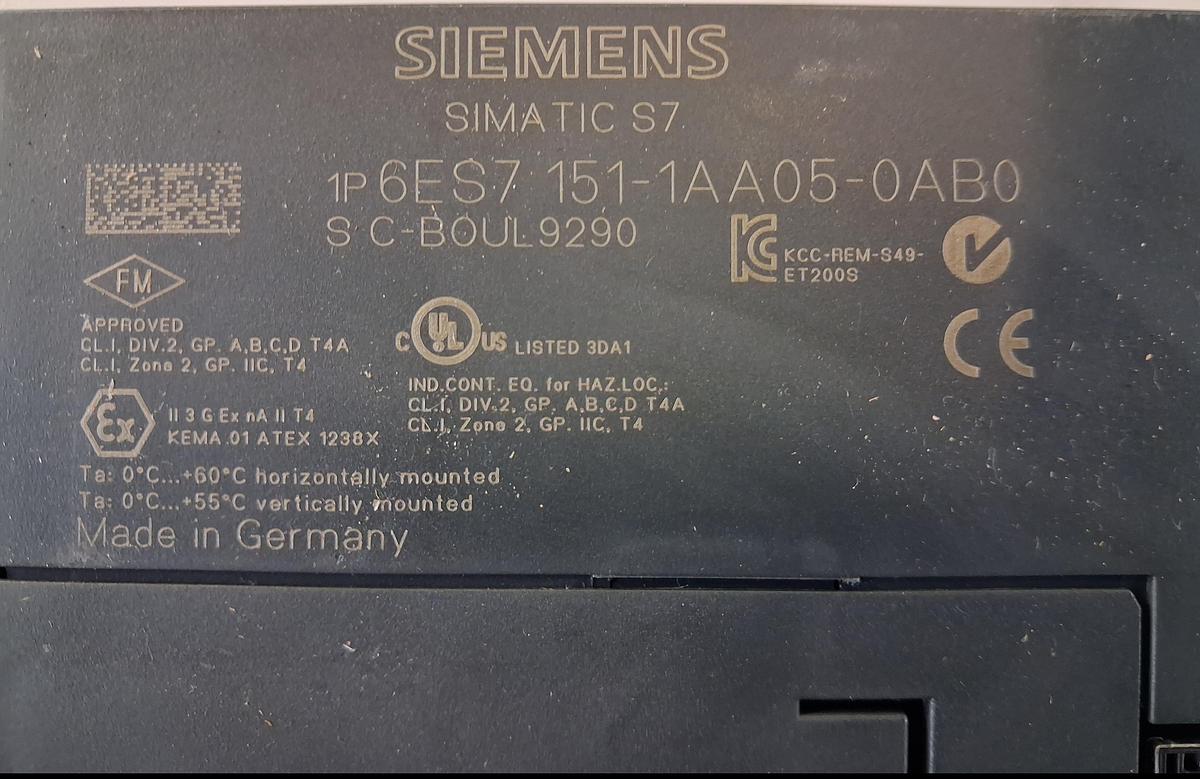 SIEMENS
SIMATIC S7
1P 6ES7 151-1AA05-0AB0
S C-BOUL9290
KCC-REM-S49-
ET200S
FM
APPROVED
CL.I, DIV.2, GP. A,B,C,D T4A
CL.I, Zone 2, GP. IIC, T4
C UL US LISTED 3DA1
IND.CONT. EQ. for HAZ.LOC.:
CL.I, DIV.2, GP. A,B,C,D T4A
CL.I, Zone 2, GP. IIC, T4
CE
Ex
II 3 G Ex nA II T4
KEMA 01 ATEX 1238X
Ta: 0°C...+60°C horizontally mounted
Ta: 0°C...+55°C vertically mounted
Made in Germany